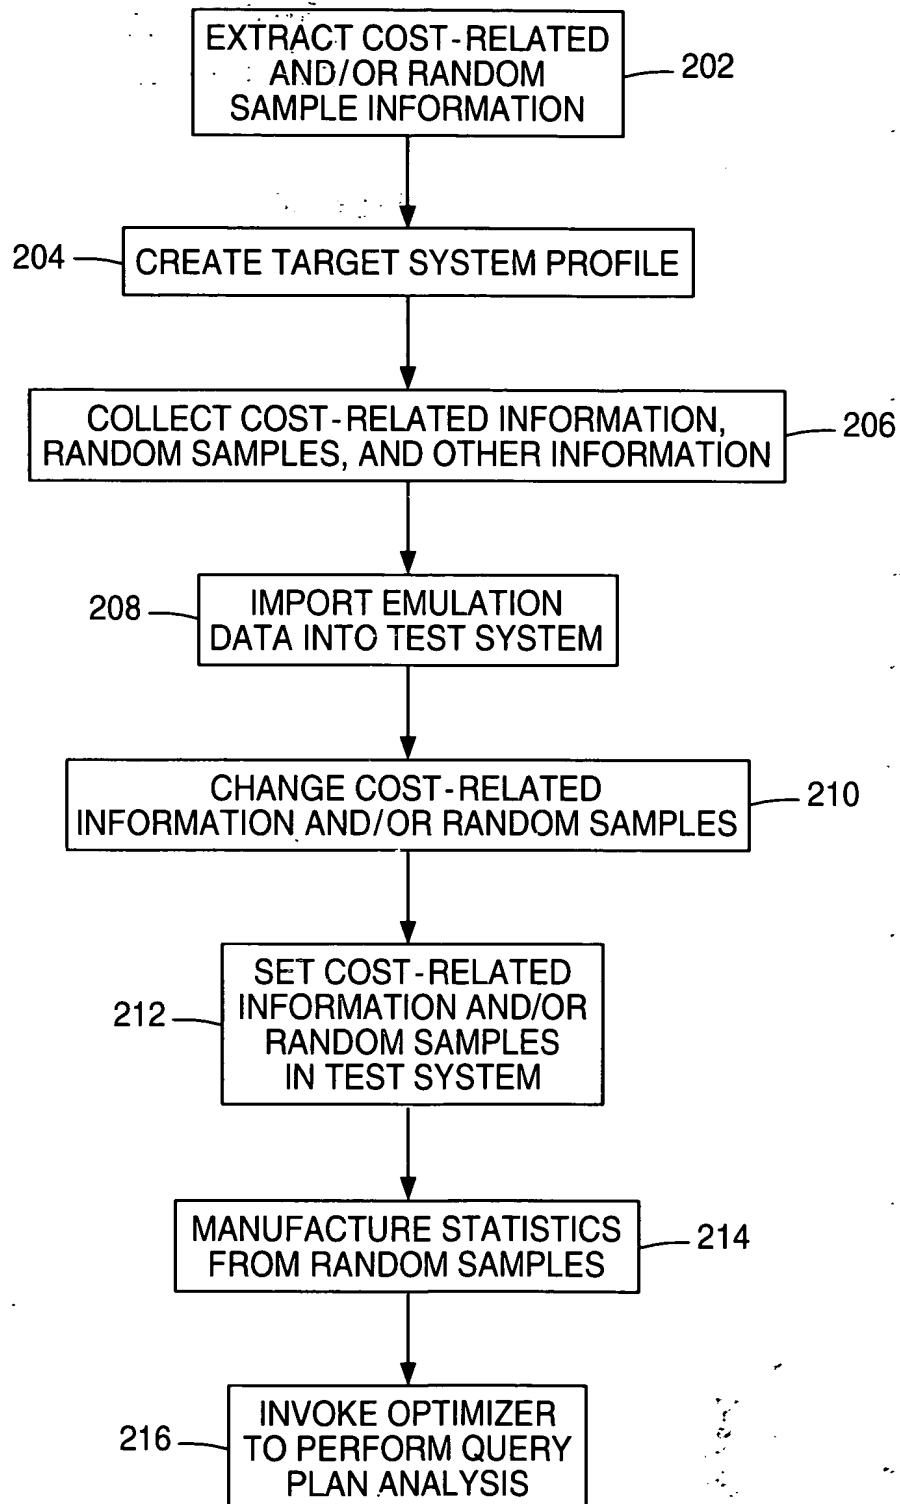 EXTRACT COST-RELATED
AND/OR RANDOM
SAMPLE INFORMATION
202
204
CREATE TARGET SYSTEM PROFILE
COLLECT COST-RELATED INFORMATION,
RANDOM SAMPLES, AND OTHER INFORMATION
206
208
IMPORT EMULATION
DATA INTO TEST SYSTEM
CHANGE COST-RELATED
INFORMATION AND/OR RANDOM SAMPLES
210
212
SET COST-RELATED
INFORMATION AND/OR
RANDOM SAMPLES
IN TEST SYSTEM
MANUFACTURE STATISTICS
FROM RANDOM SAMPLES
214
216
INVOKE OPTIMIZER
TO PERFORM QUERY
PLAN ANALYSIS